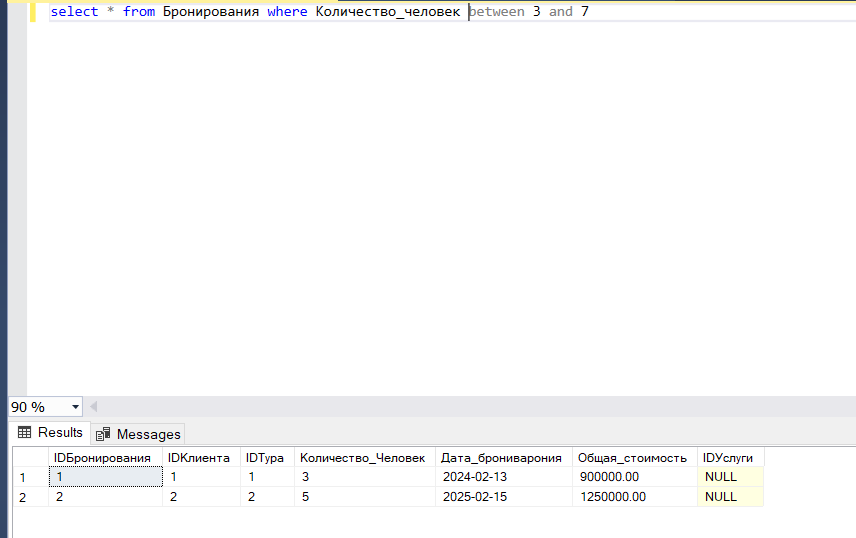 select * from Бронирования where Количество_человек between 3 and 7
90 %
Results Messages
IDБронирования IDКлиента IDТура Количество_Человек Дата_брониварония Общая_стоимость IDУслуги
1 1 1 1 3 2024-02-13 900000.00 NULL
2 2 2 2 5 2025-02-15 1250000.00 NULL